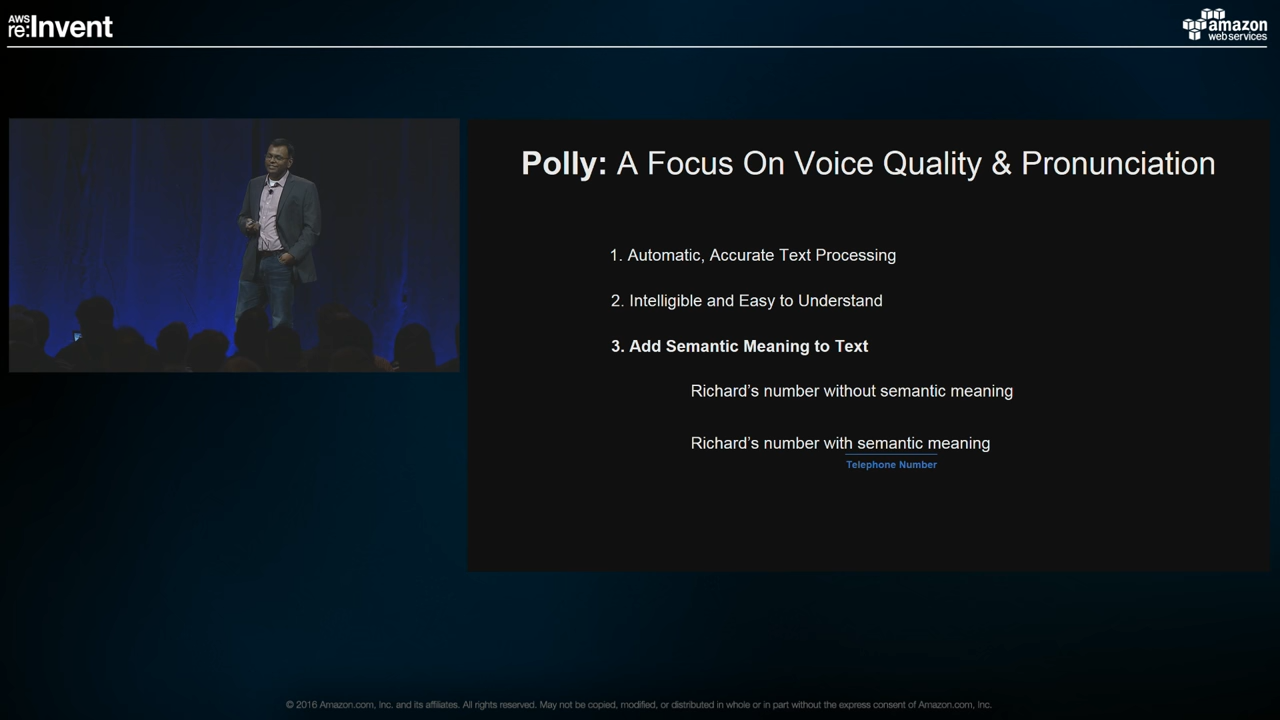 AWS
re:Invent
amazon
web services
Polly: A Focus On Voice Quality & Pronunciation
1. Automatic, Accurate Text Processing
2. Intelligible and Easy to Understand
3. Add Semantic Meaning to Text
Richard’s number without semantic meaning
Richard’s number with semantic meaning
Telephone Number
© 2016 Amazon.com, Inc. and its affiliates. All rights reserved. May not be copied, modified, or distributed in whole or in part without the express consent of Amazon.com, Inc.